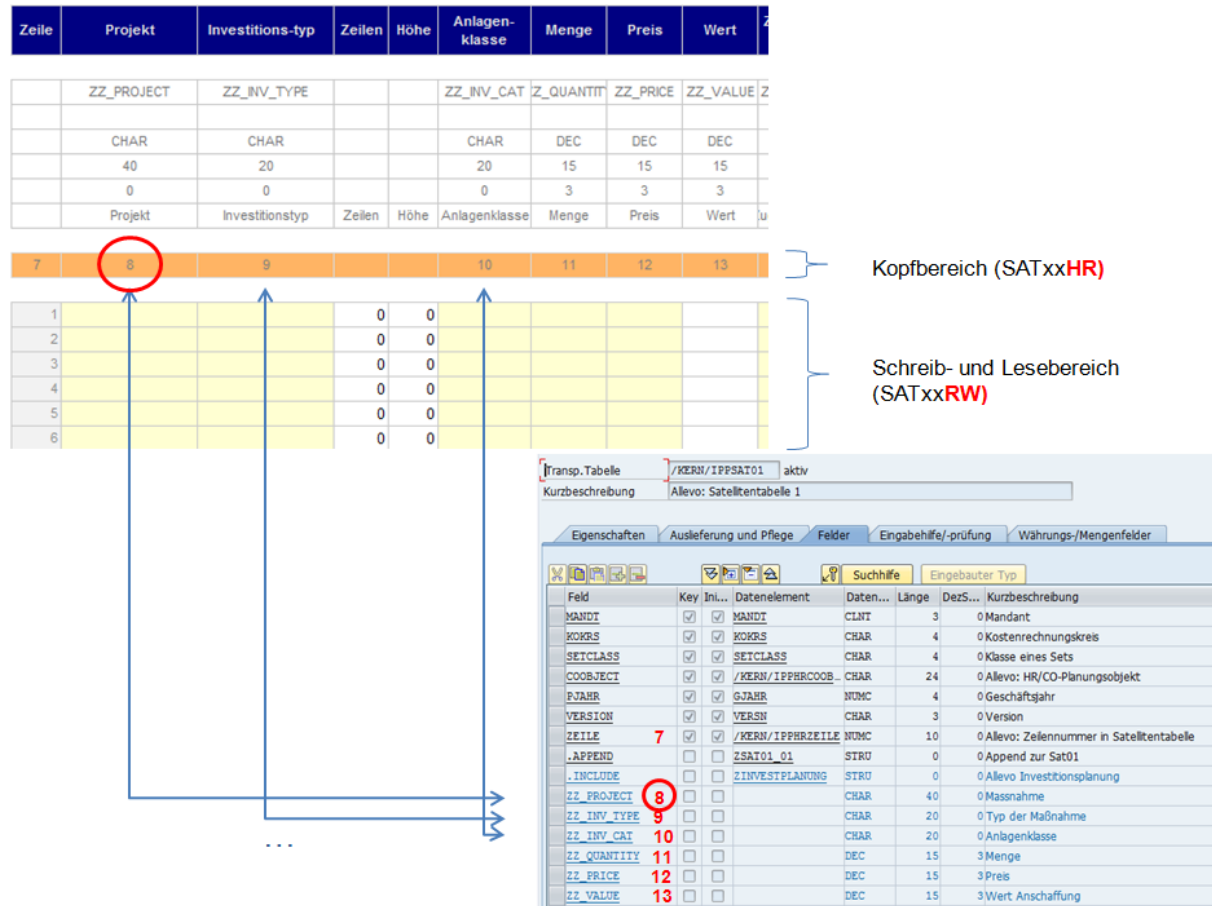 Zeile Projekt Investitions-typ Zeilen Höhe Anlagen-klasse Menge Preis Wert
ZZ_PROJECT ZZ_INV_TYPE ZZ_INV_CAT Z_QUANTIT ZZ_PRICE ZZ_VALUE Z
CHAR CHAR CHAR DEC DEC DEC
40 20 20 15 15 15
0 0 0 3 3 3
Projekt Investitionstyp Zeilen Höhe Anlagenklasse Menge Preis Wert
7 8 9 10 11 12 13
Kopfbereich (SATxxHR)
1 0 0
2 0 0
3 0 0
4 0 0
5 0 0
6 0 0
Schreib- und Lesebereich
(SATxxRW)
Transp.Tabelle /KERN/IPPSAT01 aktiv
Kurzbeschreibung Allevo: Satellitentabelle 1
Eigenschaften Auslieferung und Pflege Felder Eingabehilfe/-prüfung Währungs-/Mengenfelder
Suchhilfe Eingebauter Typ
Feld Key Ini... Datenelement Daten... Länge DezS... Kurzbeschreibung
MANDT MANDT CLNT 3 0 Mandant
KOKRS KOKRS CHAR 4 0 Kostenrechnungskreis
SETCLASS SETCLASS CHAR 4 0 Klasse eines Sets
COOBJECT /KERN/IPPHRCOOB… CHAR 24 0 Allevo: HR/CO-Planungsobjekt
PJAHR GJAHR NUMC 4 0 Geschäftsjahr
VERSION VERSN CHAR 3 0 Version
ZEILE 7 /KERN/IPPHRZEILE NUMC 10 0 Allevo: Zeilennummer in Satellitentabelle
.APPEND ZSAT01_01 STRU 0 0 Append zur Sat01
.INCLUDE ZINVESTPLANUNG STRU 0 0 Allevo Investitionsplanung
ZZ_PROJECT 8 CHAR 40 0 Massnahme
ZZ_INV_TYPE 9 CHAR 20 0 Typ der Maßnahme
ZZ_INV_CAT 10 CHAR 20 0 Anlagenklasse
ZZ_QUANTITY 11 DEC 15 3 Menge
ZZ_PRICE 12 DEC 15 3 Preis
ZZ_VALUE 13 DEC 15 3 Wert Anschaffung
...